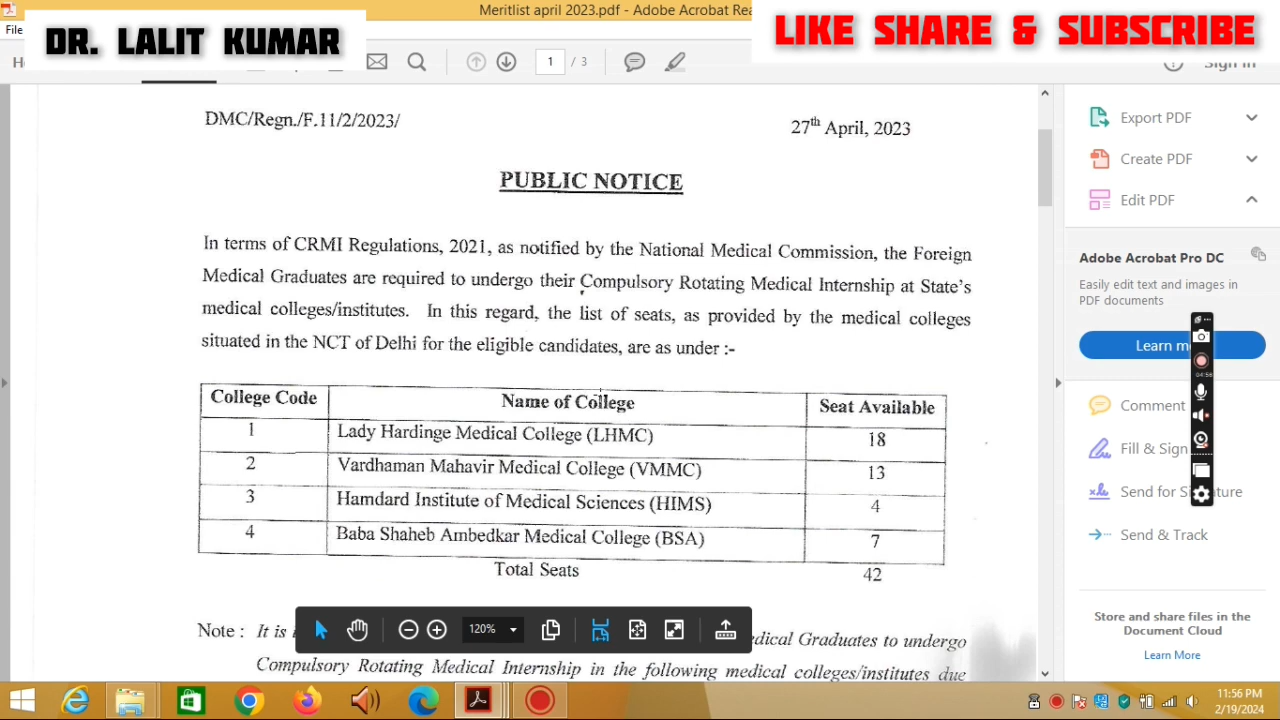 Meritlist april 2023.pdf - Adobe Acrobat Rea
DR. LALIT KUMAR
LIKE SHARE & SUBSCRIBE
File
Sign In
1 / 3
DMC/Regn./F.11/2/2023/
27th April, 2023
PUBLIC NOTICE
In terms of CRMI Regulations, 2021, as notified by the National Medical Commission, the Foreign
Medical Graduates are required to undergo their Compulsory Rotating Medical Internship at State's
medical colleges/institutes. In this regard, the list of seats, as provided by the medical colleges
situated in the NCT of Delhi for the eligible candidates, are as under :-
College Code Name of College Seat Available
1 Lady Hardinge Medical College (LHMC) 18
2 Vardhaman Mahavir Medical College (VMMC) 13
3 Hamdard Institute of Medical Sciences (HIMS) 4
4 Baba Shaheb Ambedkar Medical College (BSA) 7
Total Seats 42
Note : It is
edical Graduates to undergo
Compulsory Rotating Medical Internship in the following medical colleges/institutes due
120%
Export PDF
Create PDF
Edit PDF
Adobe Acrobat Pro DC
Easily edit text and images in
PDF documents
Learn m
04:56
Comment
Fill & Sign
Send for Signature
Send & Track
Store and share files in the
Document Cloud
Learn More
11:56 PM
2/19/2024